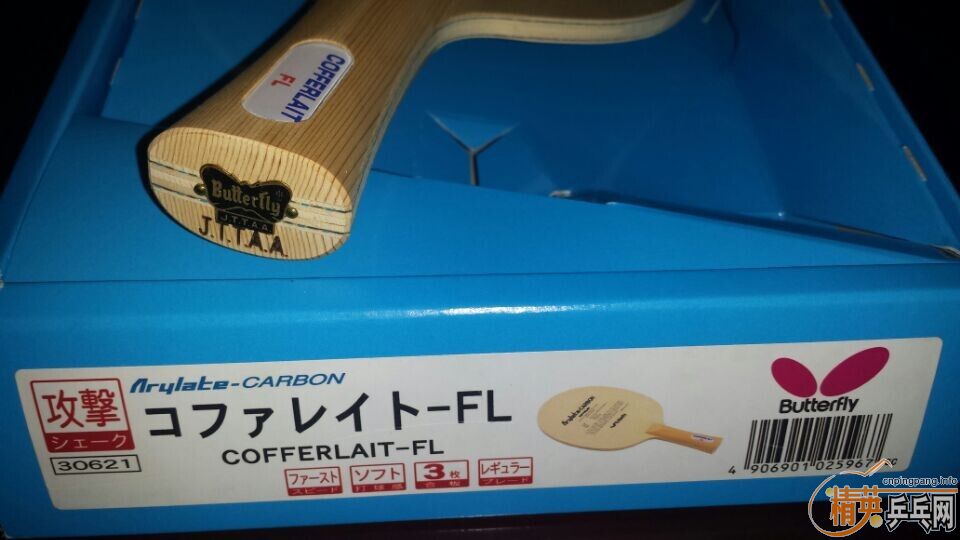 COFFERLAIT
FL
Butterfly
J.T.T.A.A
J.T.T.A.A.
攻撃
シェーク
30621
Arylate-CARBON
コファレイト-FL
COFFERLAIT-FL
ファースト
スピード
ソフト
打球感
3枚
合板
レギュラー
ブレード
Arylate-CARBON
Butterfly
4 906901 025967
cnpingpang.info
精英乒乓网